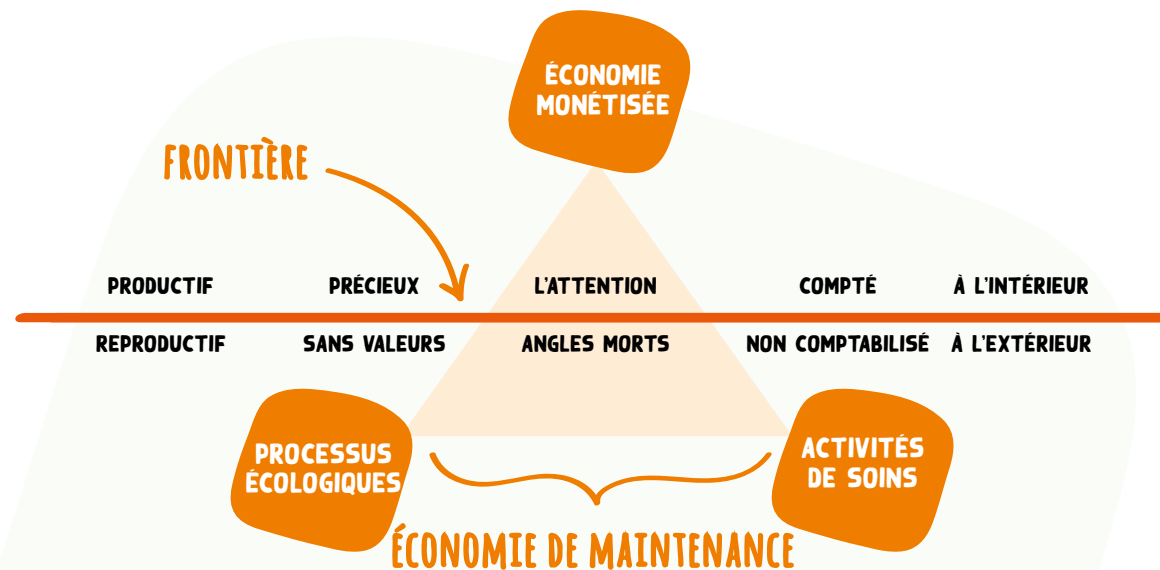 ÉCONOMIE
MONÉTISÉE
FRONTIÈRE
PRODUCTIF PRÉCIEUX L'ATTENTION COMPTÉ À L'INTÉRIEUR
REPRODUCTIF SANS VALEURS ANGLES MORTS NON COMPTABILISÉ À L'EXTÉRIEUR
PROCESSUS
ÉCOLOGIQUES
ACTIVITÉS
DE SOINS
ÉCONOMIE DE MAINTENANCE